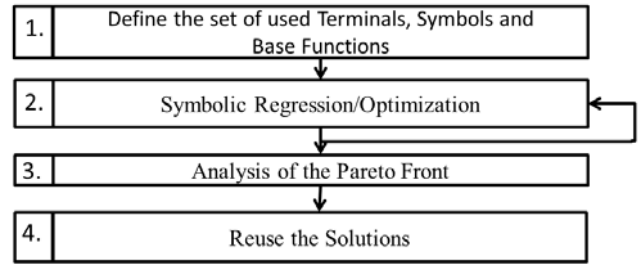 1.
Define the set of used Terminals, Symbols and
Base Functions
2.
Symbolic Regression/Optimization
3.
Analysis of the Pareto Front
4.
Reuse the Solutions